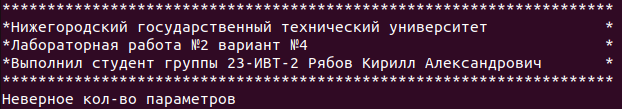 ********************************************************************
*Нижегородский государственный технический университет             *
*Лабораторная работа №2 вариант №4                                 *
*Выполнил студент группы 23-ИВТ-2 Рябов Кирилл Александрович       *
********************************************************************
Неверное кол-во параметров